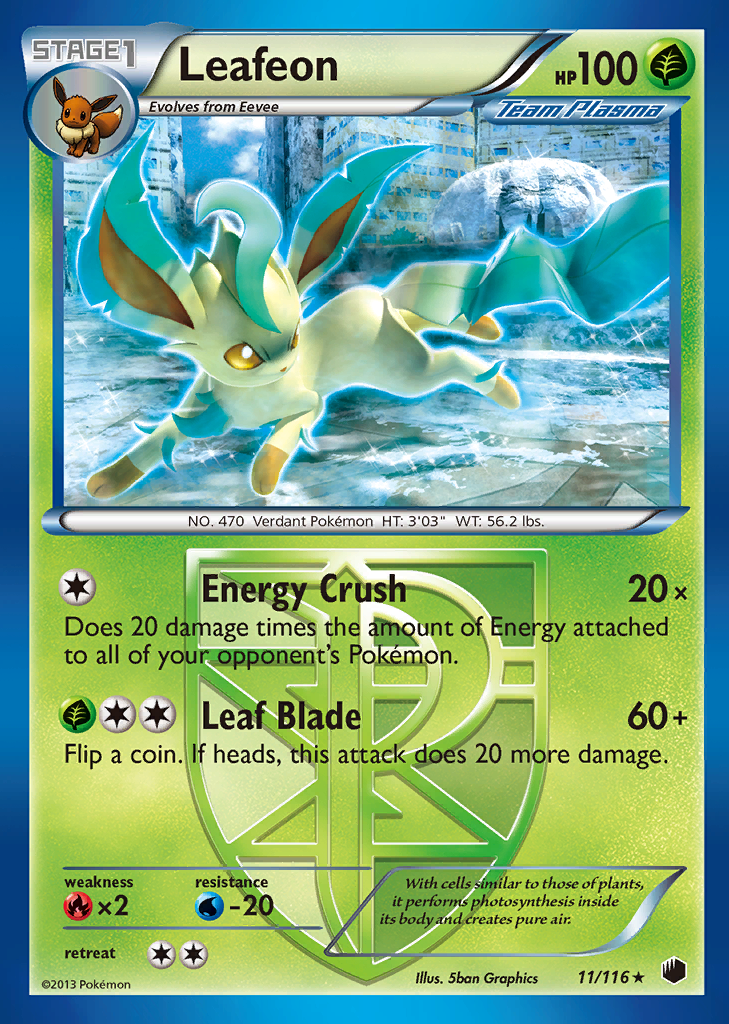 STAGE1
Leafeon
HP100
Evolves from Eevee
Team Plasma
NO. 470 Verdant Pokémon HT: 3'03" WT: 56.2 lbs.
Energy Crush 20×
Does 20 damage times the amount of Energy attached
to all of your opponent's Pokémon.
Leaf Blade 60+
Flip a coin. If heads, this attack does 20 more damage.
weakness resistance
×2 -20
retreat
With cells similar to those of plants,
it performs photosynthesis inside
its body and creates pure air.
©2013 Pokémon
Illus. 5ban Graphics 11/116★